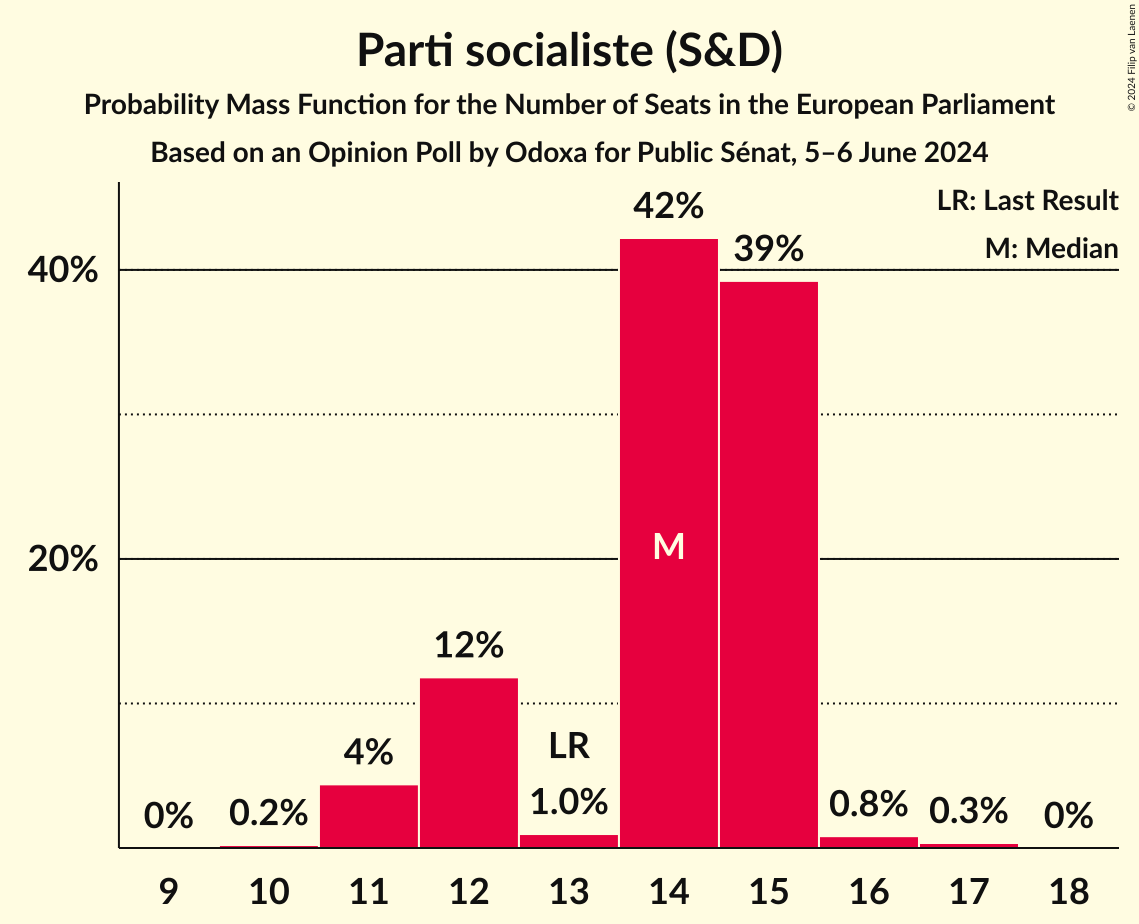 Parti socialiste (S&D)
Probability Mass Function for the Number of Seats in the European Parliament
Based on an Opinion Poll by Odoxa for Public Sénat, 5–6 June 2024
© 2024 Filip van Laenen
LR: Last Result
M: Median
40%
20%
0%
0.2%
4%
12%
LR
1.0%
42%
M
39%
0.8%
0.3%
0%
9 10 11 12 13 14 15 16 17 18